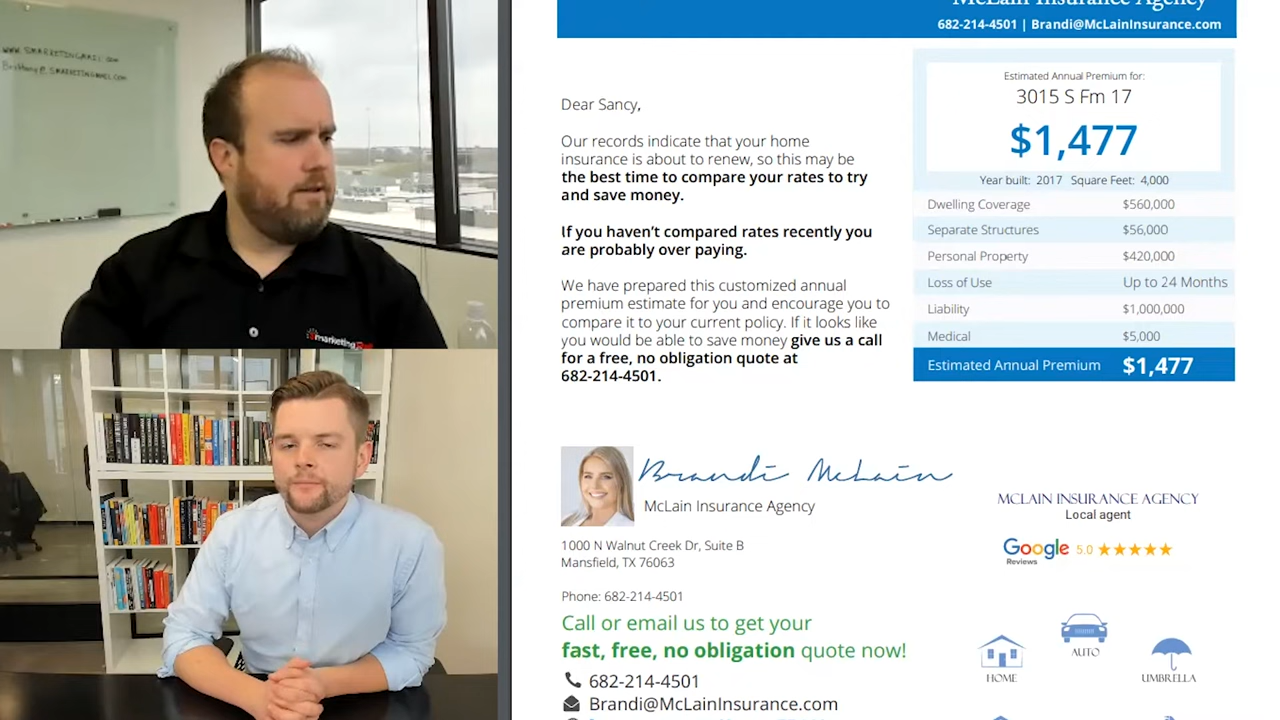 www.SMARKETINGMAIL.com
Brittany@SMARKETINGMAIL.com
McLain Insurance Agency
682-214-4501 | Brandi@McLainInsurance.com
Dear Sancy,
Our records indicate that your home
insurance is about to renew, so this may be
the best time to compare your rates to try
and save money.
If you haven't compared rates recently you
are probably over paying.
We have prepared this customized annual
premium estimate for you and encourage you to
compare it to your current policy. If it looks like
you would be able to save money give us a call
for a free, no obligation quote at
682-214-4501.
Estimated Annual Premium for:
3015 S Fm 17
$1,477
Year built: 2017 Square Feet: 4,000
Dwelling Coverage $560,000
Separate Structures $56,000
Personal Property $420,000
Loss of Use Up to 24 Months
Liability $1,000,000
Medical $5,000
Estimated Annual Premium $1,477
Brandi McLain
McLain Insurance Agency
1000 N Walnut Creek Dr, Suite B
Mansfield, TX 76063
Phone: 682-214-4501
Call or email us to get your
fast, free, no obligation quote now!
682-214-4501
Brandi@McLainInsurance.com
MCLAIN INSURANCE AGENCY
Local agent
Google 5.0
Reviews
HOME
AUTO
UMBRELLA